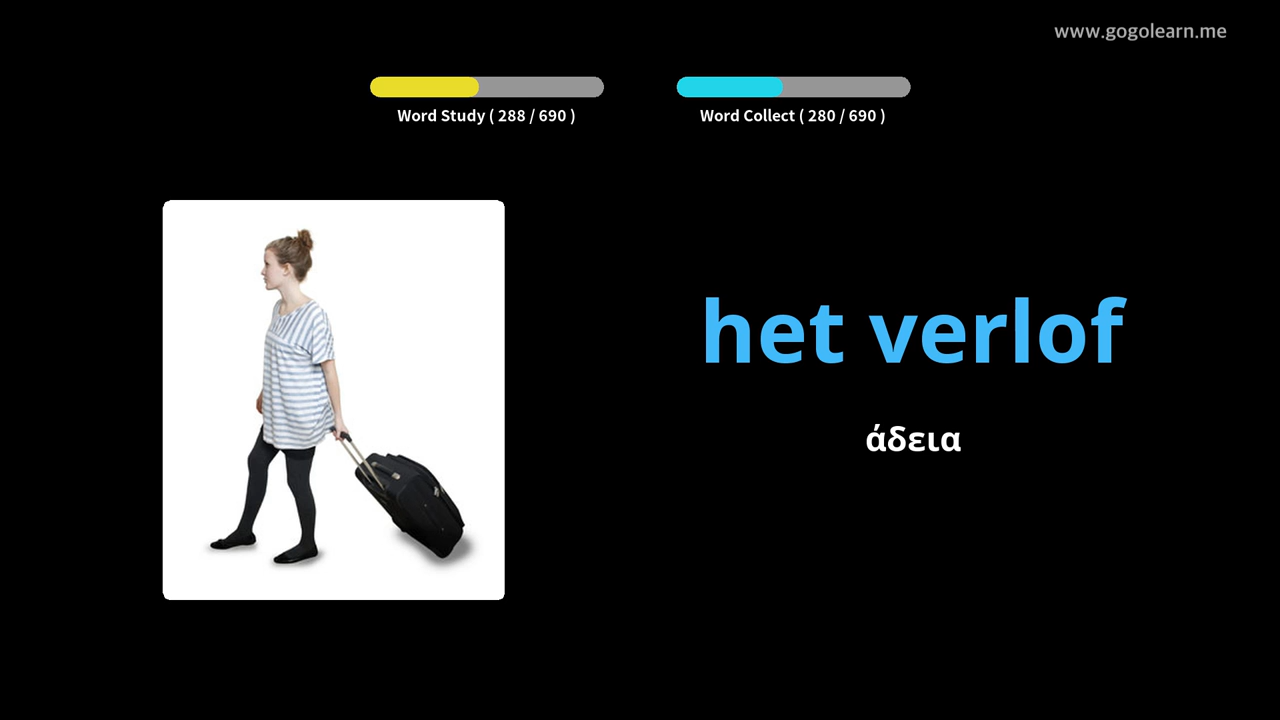 www.gogolearn.me
Word Study ( 288 / 690 )
Word Collect ( 280 / 690 )
het verlof
άδεια